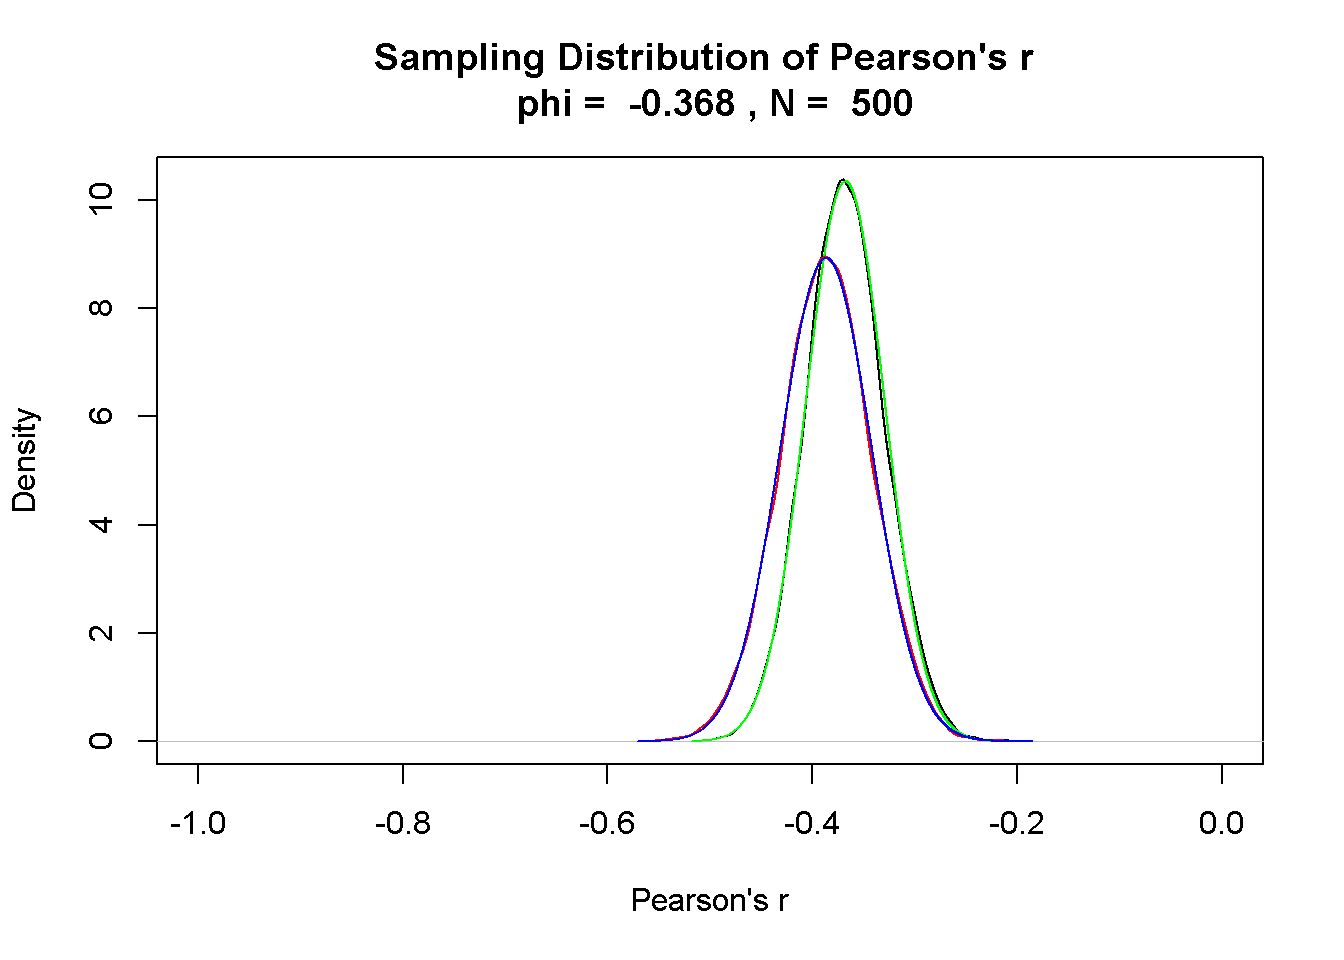 Sampling Distribution of Pearson's r
phi =  -0.368 , N =  500
Density
10
8
6
4
2
0
-1.0 -0.8 -0.6 -0.4 -0.2 0.0
Pearson's r